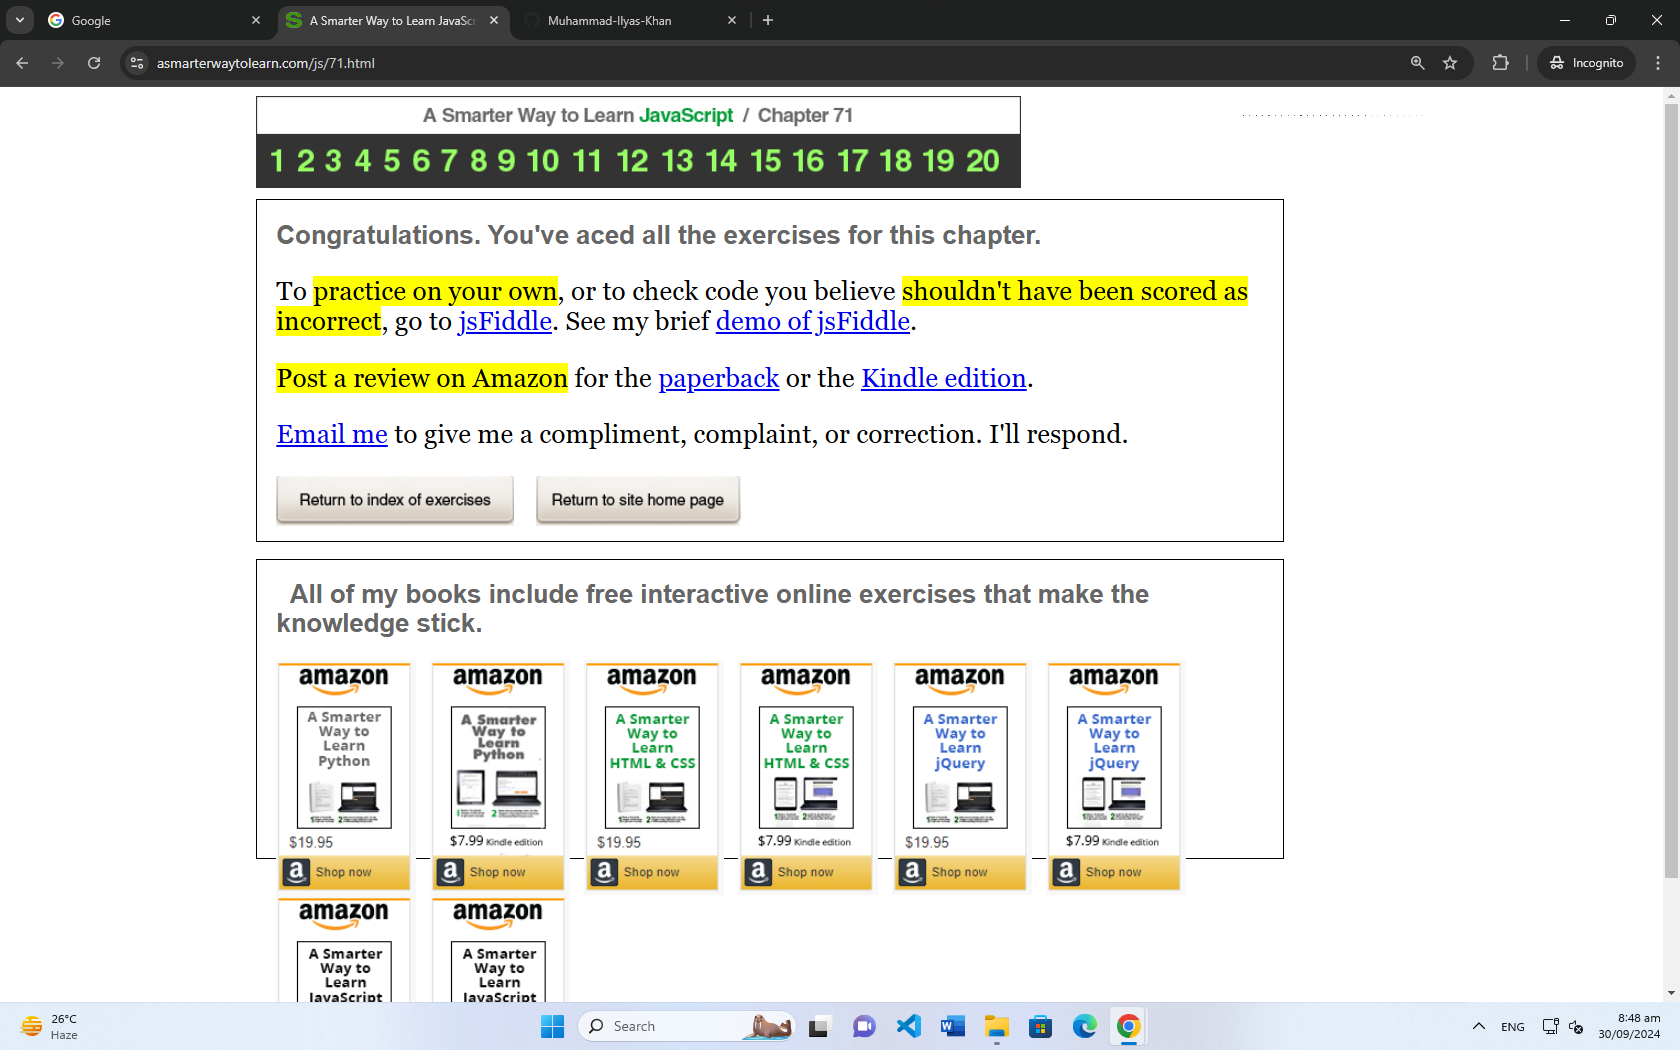 Google
A Smarter Way to Learn JavaSc
Muhammad-Ilyas-Khan
asmarterwaytolearn.com/js/71.html
Incognito
A Smarter Way to Learn JavaScript / Chapter 71
1 2 3 4 5 6 7 8 9 10 11 12 13 14 15 16 17 18 19 20
Congratulations. You've aced all the exercises for this chapter.
To practice on your own, or to check code you believe shouldn't have been scored as
incorrect, go to jsFiddle. See my brief demo of jsFiddle.
Post a review on Amazon for the paperback or the Kindle edition.
Email me to give me a compliment, complaint, or correction. I'll respond.
Return to index of exercises
Return to site home page
All of my books include free interactive online exercises that make the
knowledge stick.
amazon
A Smarter
Way to
Learn
Python
$19.95
Shop now
amazon
A Smarter
Way to
Learn
Python
$7.99 Kindle edition
Shop now
amazon
A Smarter
Way to
Learn
HTML & CSS
$19.95
Shop now
amazon
A Smarter
Way to
Learn
HTML & CSS
$7.99 Kindle edition
Shop now
amazon
A Smarter
Way to
Learn
jQuery
$19.95
Shop now
amazon
A Smarter
Way to
Learn
jQuery
$7.99 Kindle edition
Shop now
amazon
A Smarter
Way to
Learn
JavaScript
amazon
A Smarter
Way to
Learn
JavaScript
26°C
Haze
Search
ENG
8:48 am
30/09/2024